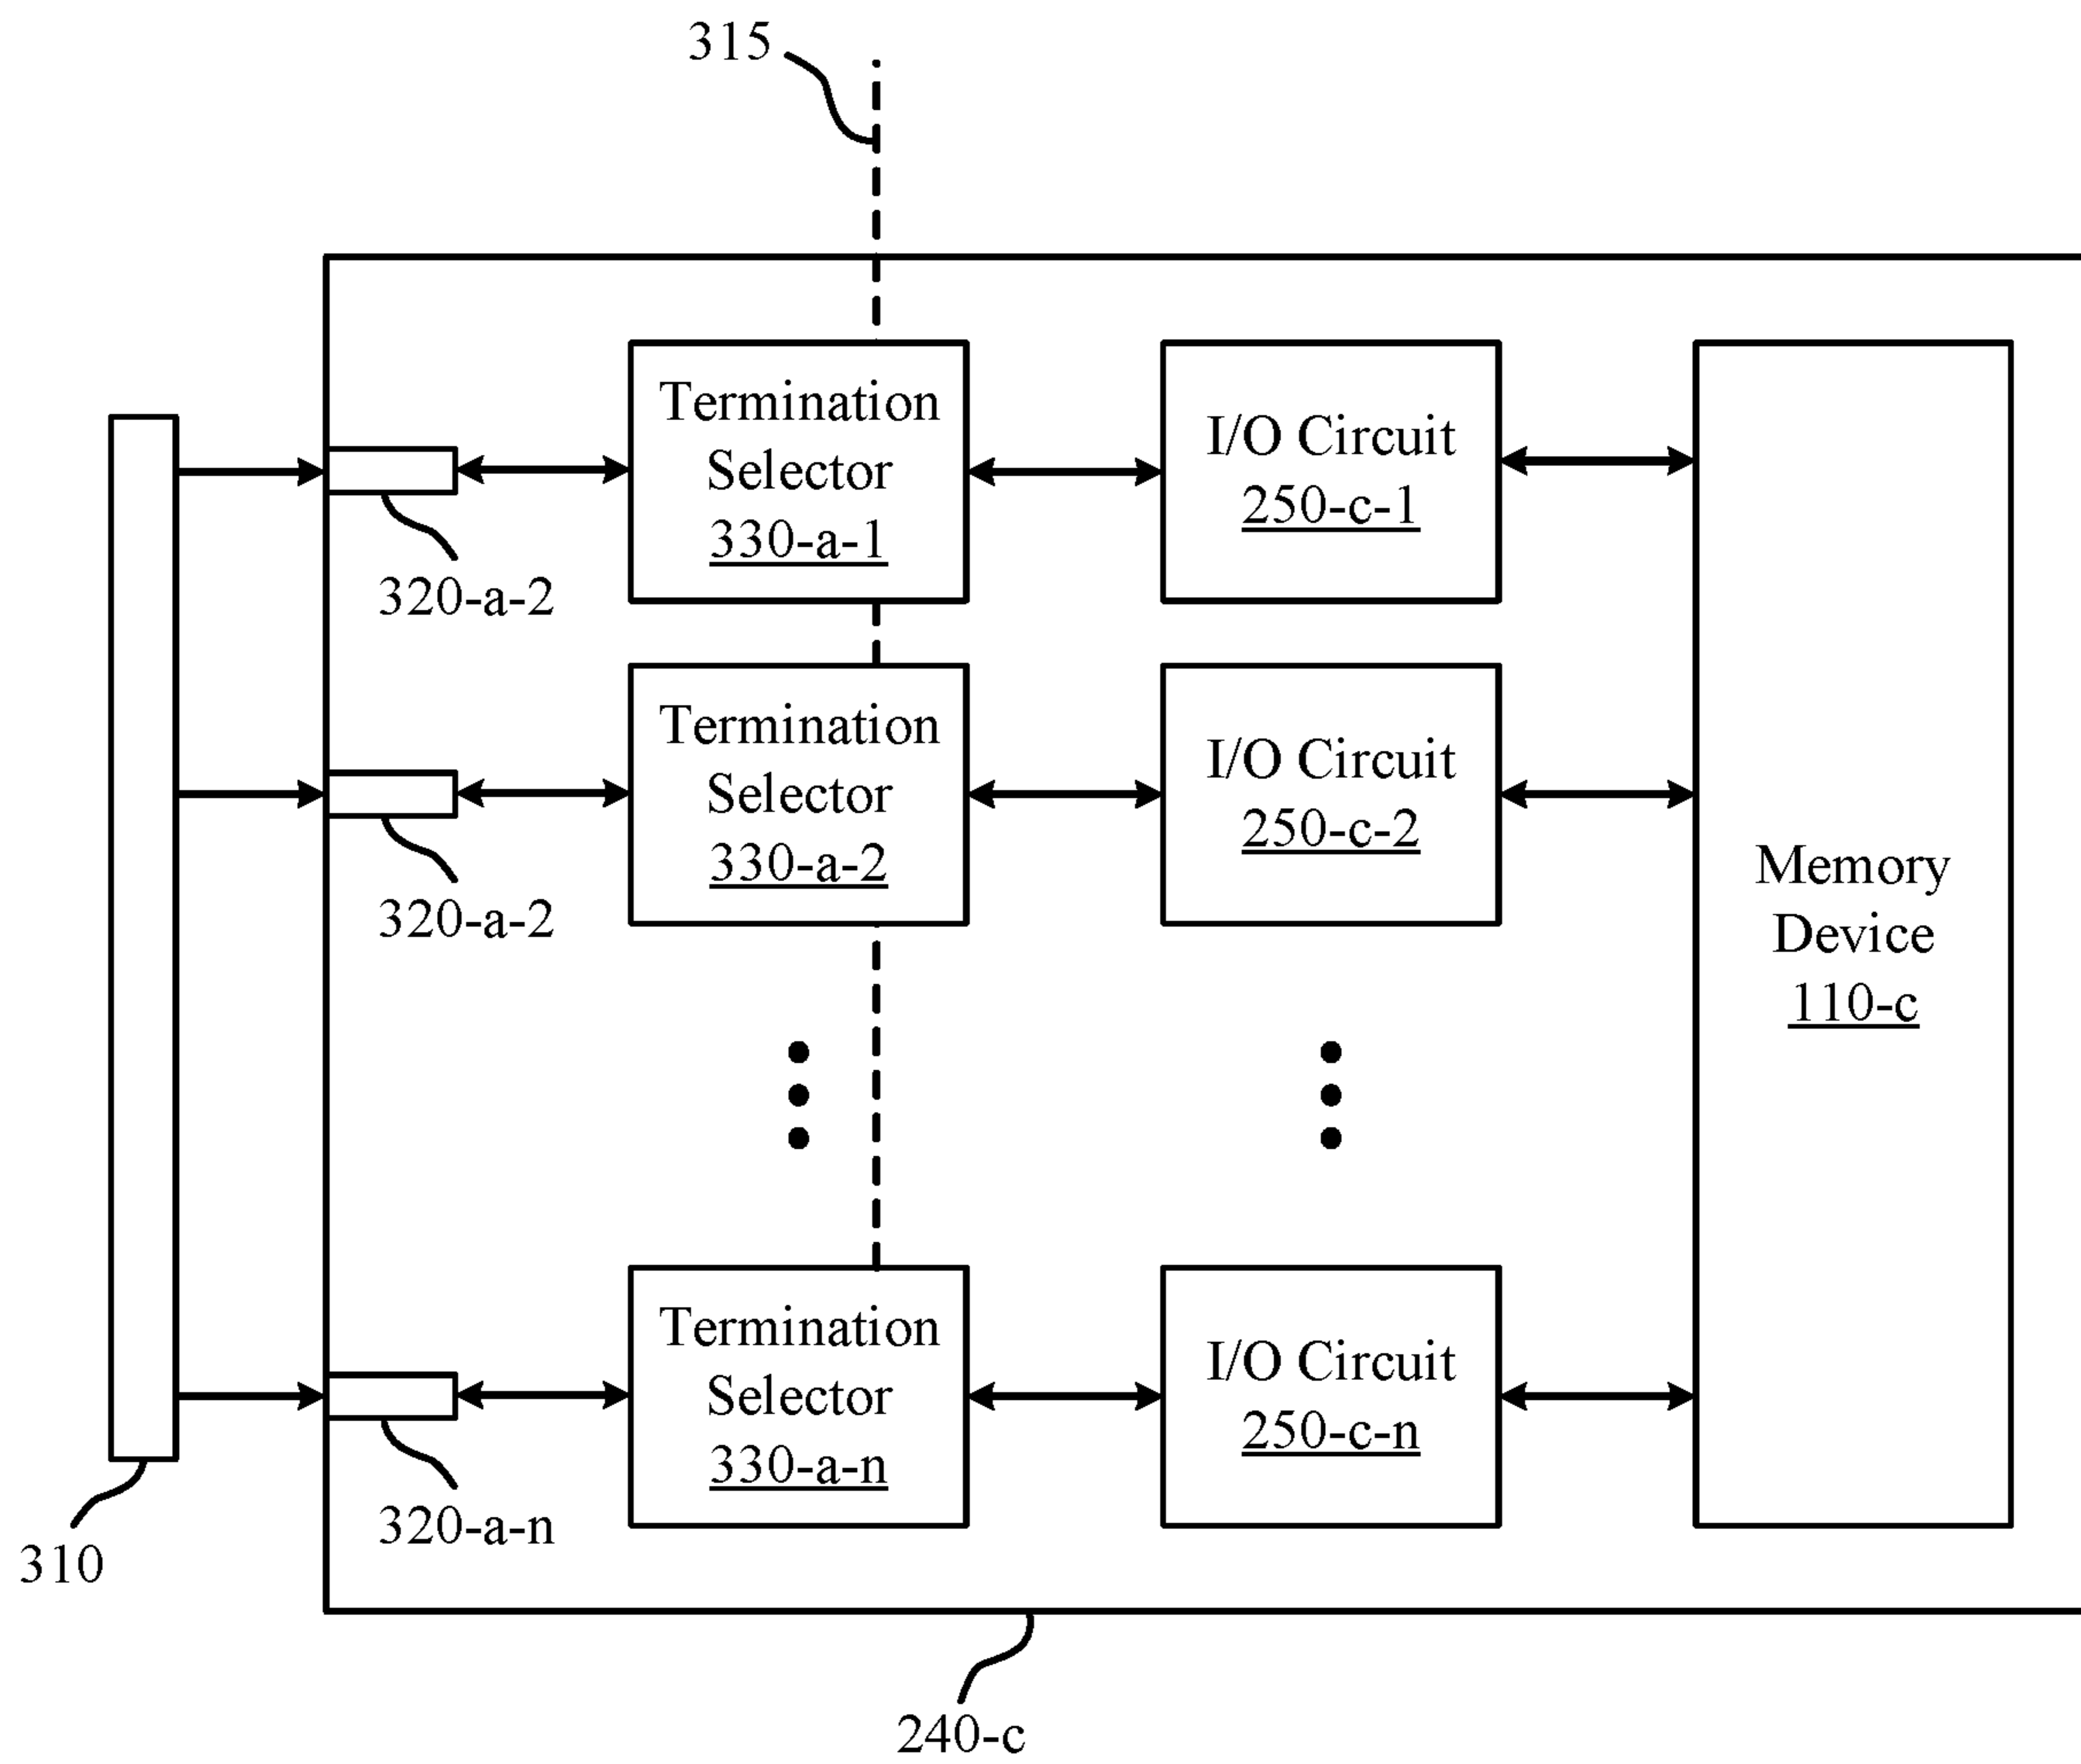 315
Termination
Selector
330-a-1
I/O Circuit
250-c-1
320-a-2
Termination
Selector
330-a-2
I/O Circuit
250-c-2
320-a-2
Memory
Device
110-c
Termination
Selector
330-a-n
I/O Circuit
250-c-n
320-a-n
310
240-c